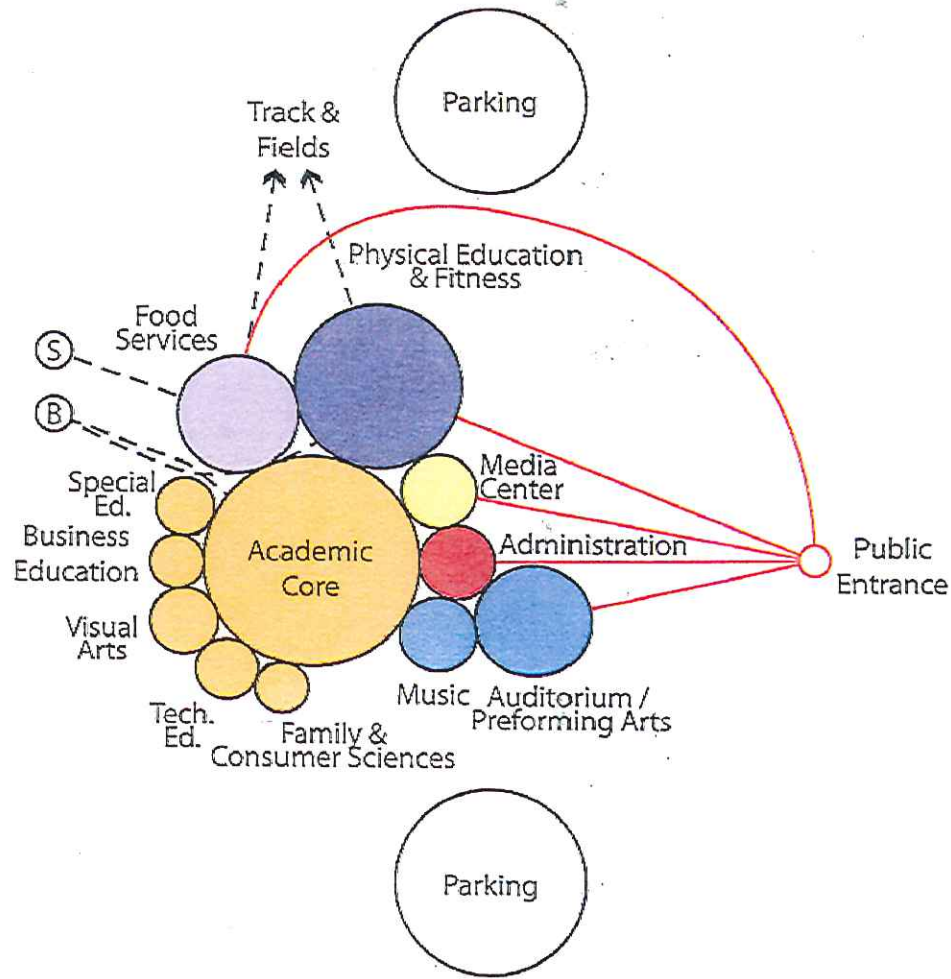 Parking
Track &
Fields
Physical Education
& Fitness
Food
Services
S
B
Media
Center
Special
Ed.
Business
Education
Academic
Core
Administration
Public
Entrance
Visual
Arts
Music
Auditorium /
Preforming Arts
Tech.
Ed.
Family &
Consumer Sciences
Parking